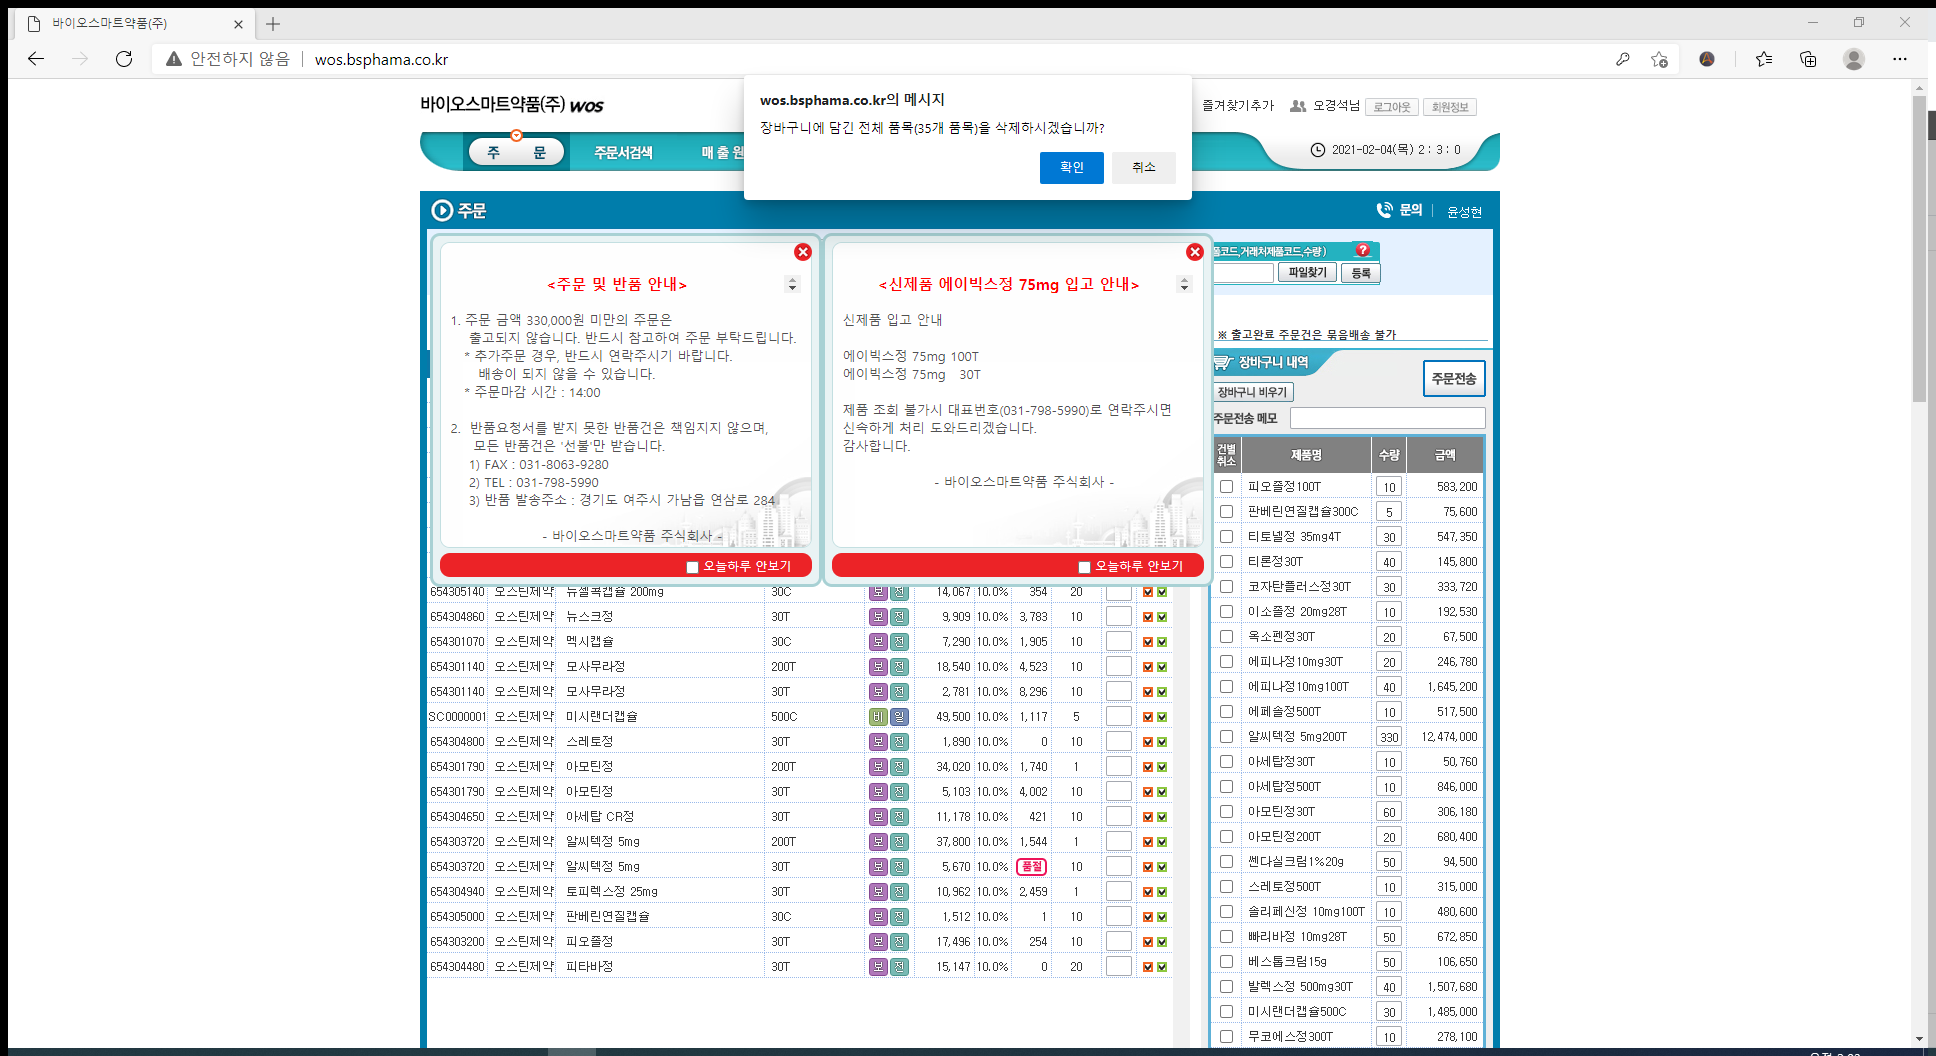 바이오스마트약품(주)
안전하지 않음 wos.bsphama.co.kr
바이오스마트약품(주) wos
즐겨찾기추가 오경석님 로그아웃 회원정보
wos.bsphama.co.kr의 메시지
장바구니에 담긴 전체 품목(35개 품목)을 삭제하시겠습니까?
확인 취소
주 문 주문서검색 매 출 원
2021-02-04(목) 2 : 3 : 0
주문
문의 윤성현
<주문 및 반품 안내>
1. 주문 금액 330,000원 미만의 주문은
출고되지 않습니다. 반드시 참고하여 주문 부탁드립니다.
* 추가주문 경우, 반드시 연락주시기 바랍니다.
배송이 되지 않을 수 있습니다.
* 주문마감 시간 : 14:00
2. 반품요청서를 받지 못한 반품건은 책임지지 않으며,
모든 반품건은 '선불'만 받습니다.
1) FAX : 031-8063-9280
2) TEL : 031-798-5990
3) 반품 발송주소 : 경기도 여주시 가남읍 연삼로 284
- 바이오스마트약품 주식회사 -
오늘하루 안보기
<신제품 에이빅스정 75mg 입고 안내>
신제품 입고 안내
에이빅스정 75mg 100T
에이빅스정 75mg 30T
제품 조회 불가시 대표번호(031-798-5990)로 연락주시면
신속하게 처리 도와드리겠습니다.
감사합니다.
- 바이오스마트약품 주식회사 -
오늘하루 안보기
품코드,거래처제품코드,수량 )
파일찾기 등록
※ 출고완료 주문건은 묶음배송 불가
장바구니 내역
주문전송
장바구니 비우기
주문전송 메모
654305140 오스틴제약 뉴셀콕캡슐 200mg 30C 보 전 14,067 10.0% 354 20
654304860 오스틴제약 뉴스크정 30T 보 전 9,909 10.0% 3,783 10
654301070 오스틴제약 멕시캡슐 30C 보 전 7,290 10.0% 1,905 10
654301140 오스틴제약 모사무라정 200T 보 전 18,540 10.0% 4,523 10
654301140 오스틴제약 모사무라정 30T 보 전 2,781 10.0% 8,296 10
SC0000001 오스틴제약 미시랜더캡슐 500C 비 일 49,500 10.0% 1,117 5
654304800 오스틴제약 스레토정 30T 보 전 1,890 10.0% 0 10
654301790 오스틴제약 아모틴정 200T 보 전 34,020 10.0% 1,740 1
654301790 오스틴제약 아모틴정 30T 보 전 5,103 10.0% 4,002 10
654304650 오스틴제약 아세탑 CR정 30T 보 전 11,178 10.0% 421 10
654303720 오스틴제약 알씨텍정 5mg 200T 보 전 37,800 10.0% 1,544 1
654303720 오스틴제약 알씨텍정 5mg 30T 보 전 5,670 10.0% 품절 10
654304940 오스틴제약 토피렉스정 25mg 30T 보 전 10,962 10.0% 2,459 1
654305000 오스틴제약 판베린연질캡슐 30C 보 전 1,512 10.0% 1 10
654303200 오스틴제약 피오졸정 30T 보 전 17,496 10.0% 254 10
654304480 오스틴제약 피타바정 30T 보 전 15,147 10.0% 0 20
건별취소 제품명 수량 금액
피오졸정100T 10 583,200
판베린연질캡슐300C 5 75,600
티토넬정 35mg4T 30 547,350
티론정30T 40 145,800
코자탄플러스정30T 30 333,720
이소졸정 20mg28T 10 192,530
옥소펜정30T 20 67,500
에피나정10mg30T 20 246,780
에피나정10mg100T 40 1,645,200
에페솔정500T 10 517,500
알씨텍정 5mg200T 330 12,474,000
아세탑정30T 10 50,760
아세탑정500T 10 846,000
아모틴정30T 60 306,180
아모틴정200T 20 680,400
쎈다실크림1%20g 50 94,500
스레토정500T 10 315,000
솔리페신정 10mg100T 10 480,600
빠리바정 10mg28T 50 672,850
베스톱크림15g 50 106,650
발렉스정 500mg30T 40 1,507,680
미시랜더캡슐500C 30 1,485,000
무코에스정300T 10 278,100